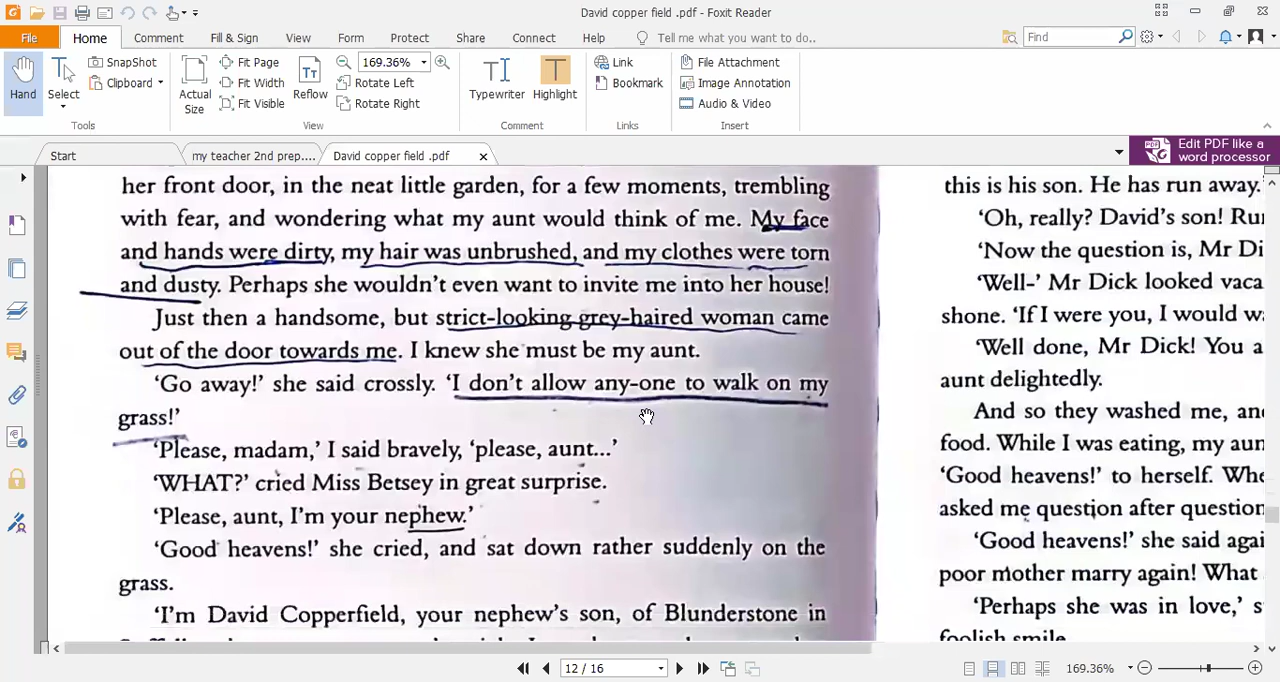 David copper field .pdf - Foxit Reader
File Home Comment Fill & Sign View Form Protect Share Connect Help Tell me what you want to do.. Find
Hand Select SnapShot Clipboard Actual Size Fit Page Fit Width Fit Visible Reflow 169.36% Rotate Left Rotate Right Typewriter Highlight Link Bookmark File Attachment Image Annotation Audio & Video
Tools View Comment Links Insert
Start my teacher 2nd prep.... David copper field .pdf Edit PDF like a word processor
her front door, in the neat little garden, for a few moments, trembling
with fear, and wondering what my aunt would think of me. My face
and hands were dirty, my hair was unbrushed, and my clothes were torn
and dusty. Perhaps she wouldn't even want to invite me into her house!
Just then a handsome, but strict-looking grey-haired woman came
out of the door towards me. I knew she must be my aunt.
'Go away!' she said crossly. 'I don't allow any-one to walk on my
grass!'
'Please, madam,' I said bravely, 'please, aunt...'
'WHAT?' cried Miss Betsey in great surprise.
'Please, aunt, I'm your nephew.'
'Good heavens!' she cried, and sat down rather suddenly on the
grass.
'I'm David Copperfield, your nephew's son, of Blunderstone in
this is his son. He has run away.
'Oh, really? David's son! Ru
'Now the question is, Mr Di
'Well-' Mr Dick looked vaca
shone. 'If I were you, I would w
'Well done, Mr Dick! You a
aunt delightedly.
And so they washed me, an
food. While I was eating, my aun
'Good heavens!' to herself. Whe
asked me question after question
'Good heavens!' she said agai
poor mother marry again! What
'Perhaps she was in love,' s
foolish smile.
12 / 16 169.36%